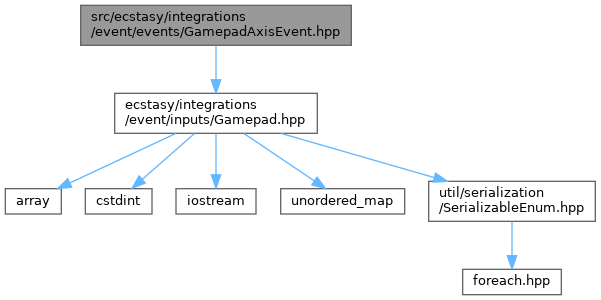 src/ecstasy/integrations
/event/events/GamepadAxisEvent.hpp
ecstasy/integrations
/event/inputs/Gamepad.hpp
array
cstdint
iostream
unordered_map
util/serialization
/SerializableEnum.hpp
foreach.hpp